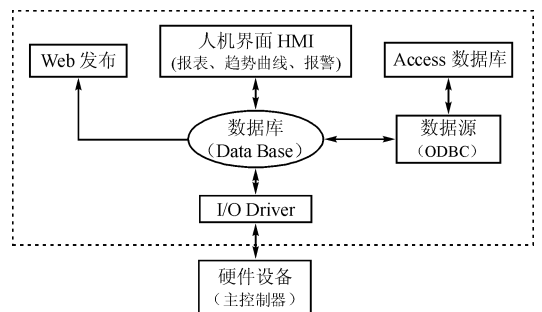 Web 发布
人机界面 HMI
(报表、趋势曲线、报警)
Access 数据库
数据库
（Data Base）
数据源
（ODBC）
I/O Driver
硬件设备
（主控制器）